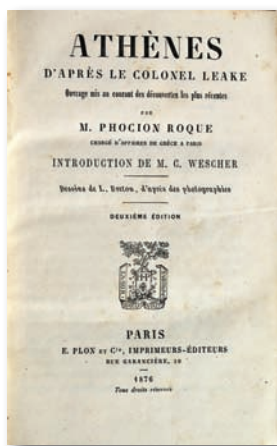 ATHÈNES
D'APRÈS LE COLONEL LEAKE
Ouvrage mis au courant des découvertes les plus récentes
PAR
M. PHOCION ROQUE
CHARGÉ D'AFFAIRES DE GRÈCE A PARIS
INTRODUCTION DE M. C. WESCHER
Dessins de L. Breton, d'après des photographies
DEUXIÈME ÉDITION
PARIS
E. PLON ET Cie, IMPRIMEURS-ÉDITEURS
RUE GARANCIÈRE, 10
1876
Tous droits réservés